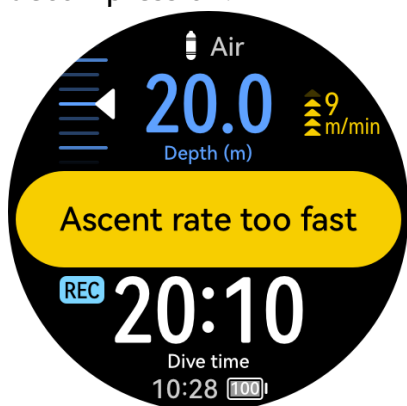 Air
20.0
9
m/min
Depth (m)
Ascent rate too fast
REC
20:10
Dive time
10:28 100